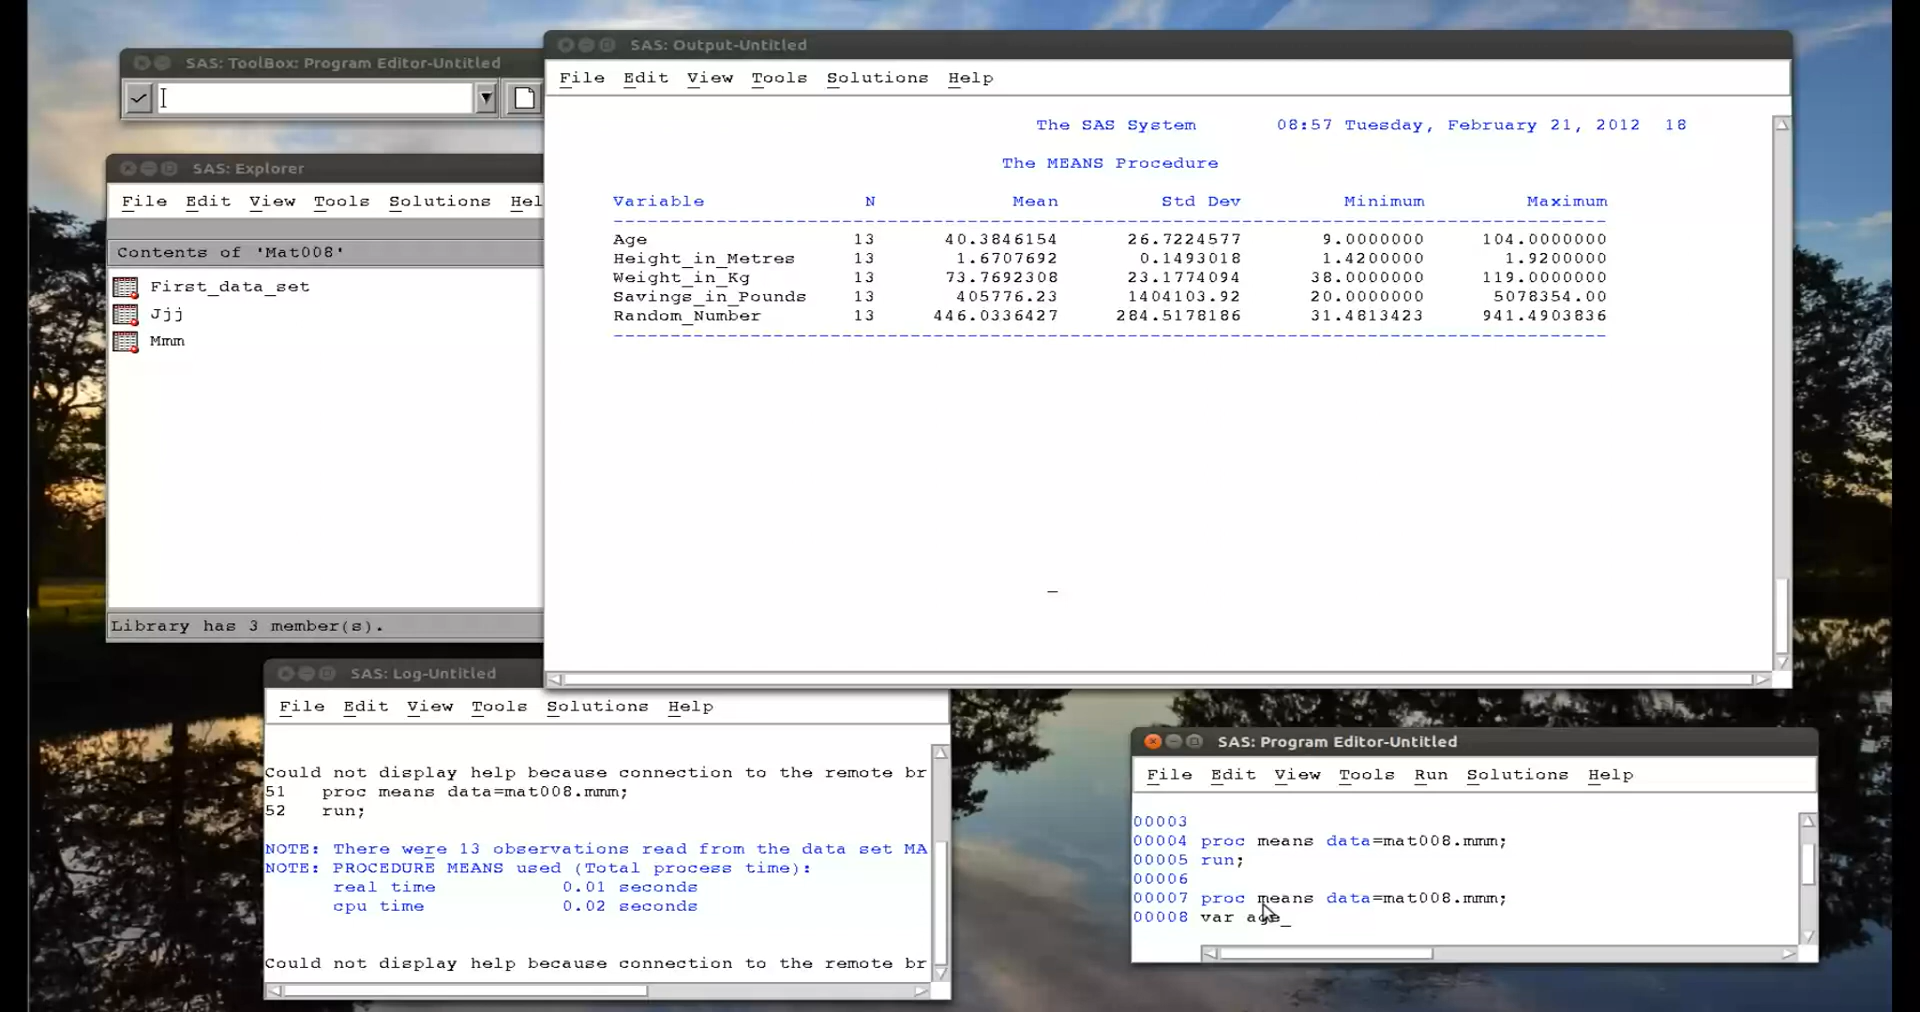 SAS: ToolBox: Program Editor-Untitled
SAS: Explorer
File Edit View Tools Solutions Hel
Contents of 'Mat008'
First_data_set
Jjj
Mmm
Library has 3 member(s).
SAS: Output-Untitled
File Edit View Tools Solutions Help
The SAS System 08:57 Tuesday, February 21, 2012 18
The MEANS Procedure
Variable N Mean Std Dev Minimum Maximum
Age 13 40.3846154 26.7224577 9.0000000 104.0000000
Height_in_Metres 13 1.6707692 0.1493018 1.4200000 1.9200000
Weight_in_Kg 13 73.7692308 23.1774094 38.0000000 119.0000000
Savings_in_Pounds 13 405776.23 1404103.92 20.0000000 5078354.00
Random_Number 13 446.0336427 284.5178186 31.4813423 941.4903836
SAS: Log-Untitled
File Edit View Tools Solutions Help
Could not display help because connection to the remote br
51 proc means data=mat008.mmm;
52 run;
NOTE: There were 13 observations read from the data set MA
NOTE: PROCEDURE MEANS used (Total process time):
real time 0.01 seconds
cpu time 0.02 seconds
Could not display help because connection to the remote br
SAS: Program Editor-Untitled
File Edit View Tools Run Solutions Help
00003
00004 proc means data=mat008.mmm;
00005 run;
00006
00007 proc means data=mat008.mmm;
00008 var age_